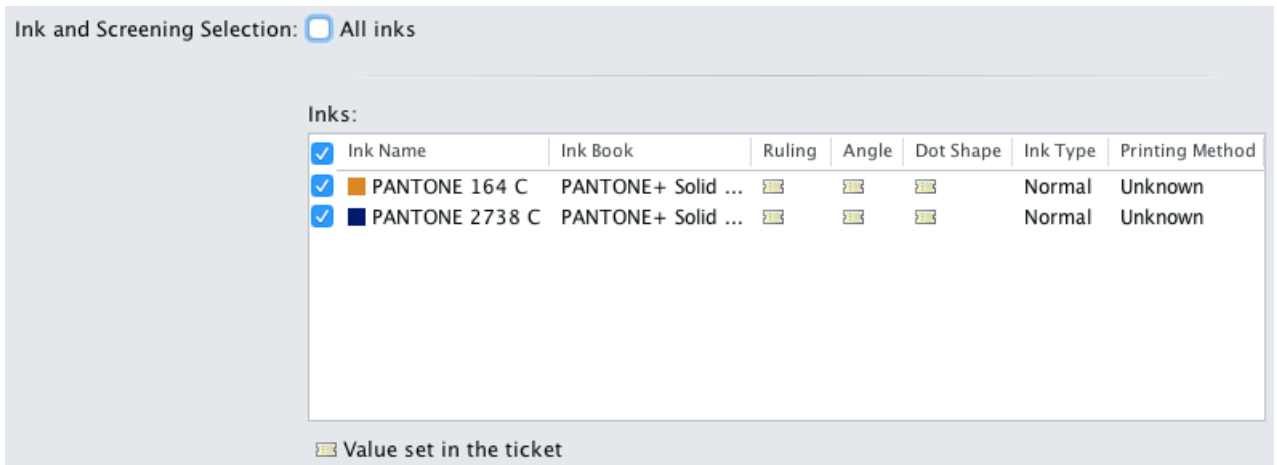 Ink and Screening Selection: All inks
Inks:
Ink Name Ink Book Ruling Angle Dot Shape Ink Type Printing Method
PANTONE 164 C PANTONE+ Solid ... Normal Unknown
PANTONE 2738 C PANTONE+ Solid ... Normal Unknown
Value set in the ticket